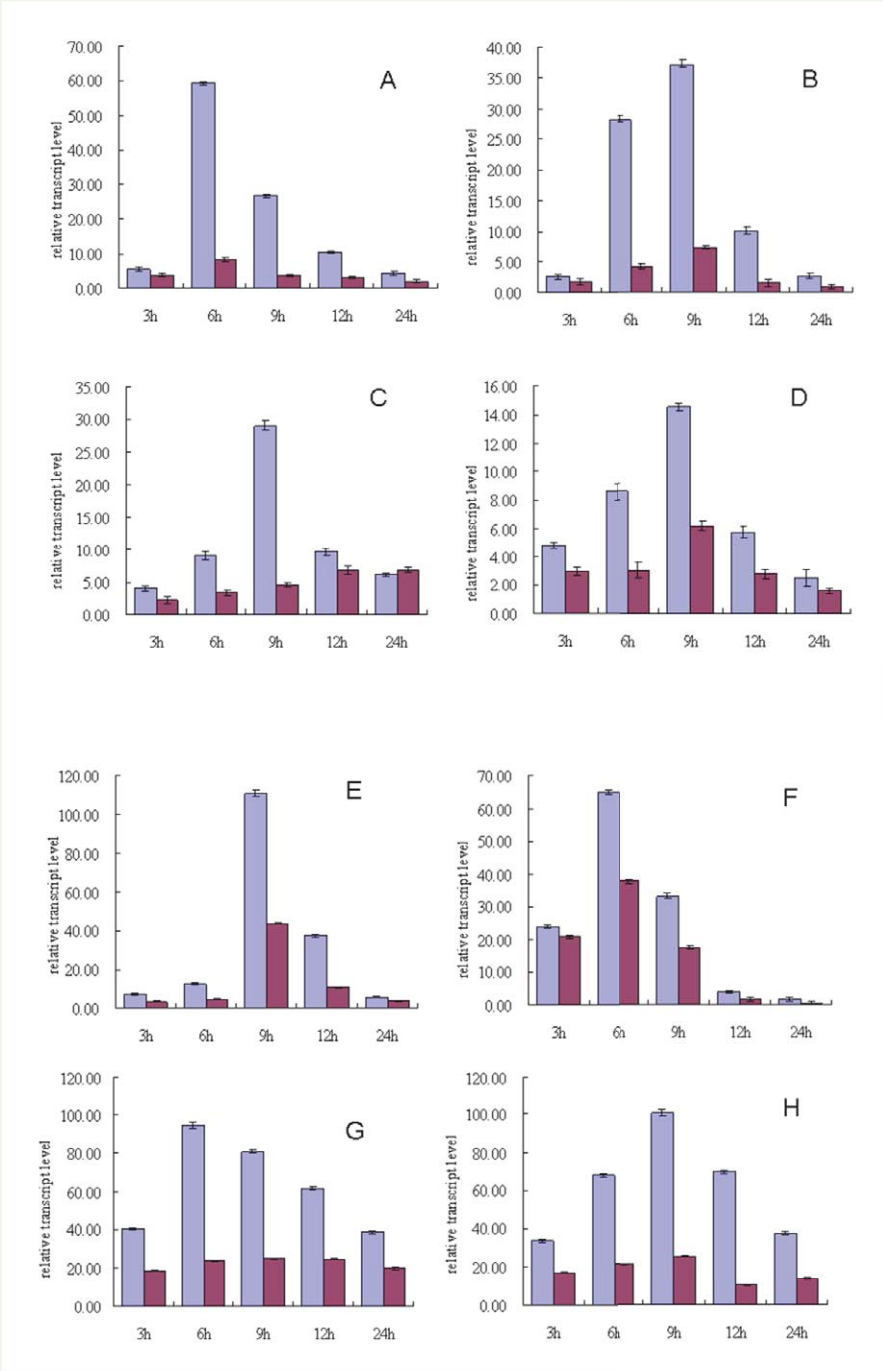 A
relative transcript level
70.00
60.00
50.00
40.00
30.00
20.00
10.00
0.00
3h 6h 9h 12h 24h
B
relative transcript level
40.00
35.00
30.00
25.00
20.00
15.00
10.00
5.00
0.00
3h 6h 9h 12h 24h
C
relative transcript level
35.00
30.00
25.00
20.00
15.00
10.00
5.00
0.00
3h 6h 9h 12h 24h
D
relative transcript level
16.00
14.00
12.00
10.00
8.00
6.00
4.00
2.00
0.00
3h 6h 9h 12h 24h
E
relative transcript level
120.00
100.00
80.00
60.00
40.00
20.00
0.00
3h 6h 9h 12h 24h
F
relative transcript level
70.00
60.00
50.00
40.00
30.00
20.00
10.00
0.00
3h 6h 9h 12h 24h
G
relative transcript level
120.00
100.00
80.00
60.00
40.00
20.00
0.00
3h 6h 9h 12h 24h
H
relative transcript level
120.00
100.00
80.00
60.00
40.00
20.00
0.00
3h 6h 9h 12h 24h